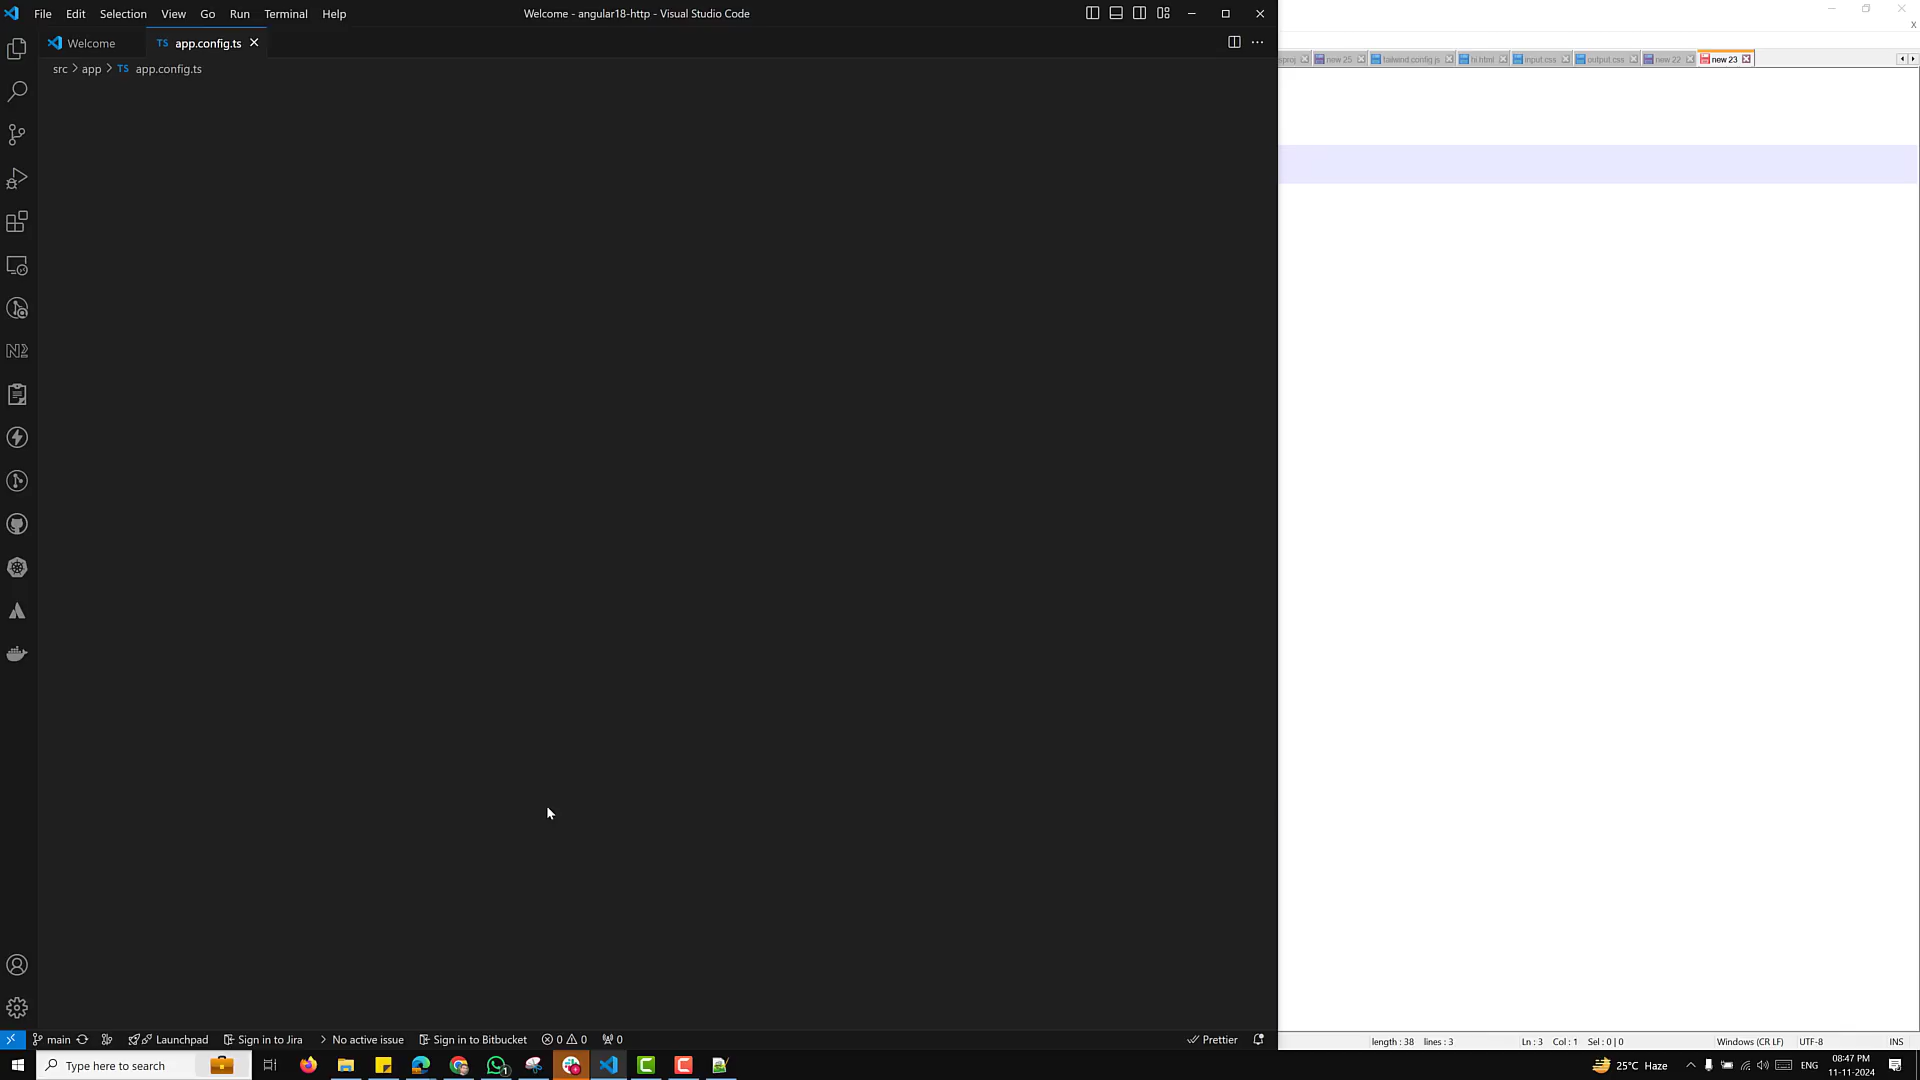 File Edit Selection View Go Run Terminal Help
Welcome - angular18-http - Visual Studio Code
Welcome
TS app.config.ts
src > app > TS app.config.ts
new 25
tailwind.config.js
hi.html
input.css
output.css
new 22
new 23
main
Launchpad
Sign in to Jira
No active issue
Sign in to Bitbucket
0 0
0
Prettier
length : 38 lines : 3
Ln : 3 Col : 1 Sel : 0 | 0
Windows (CR LF)
UTF-8
INS
Type here to search
1
25°C Haze
ENG
08:47 PM
11-11-2024